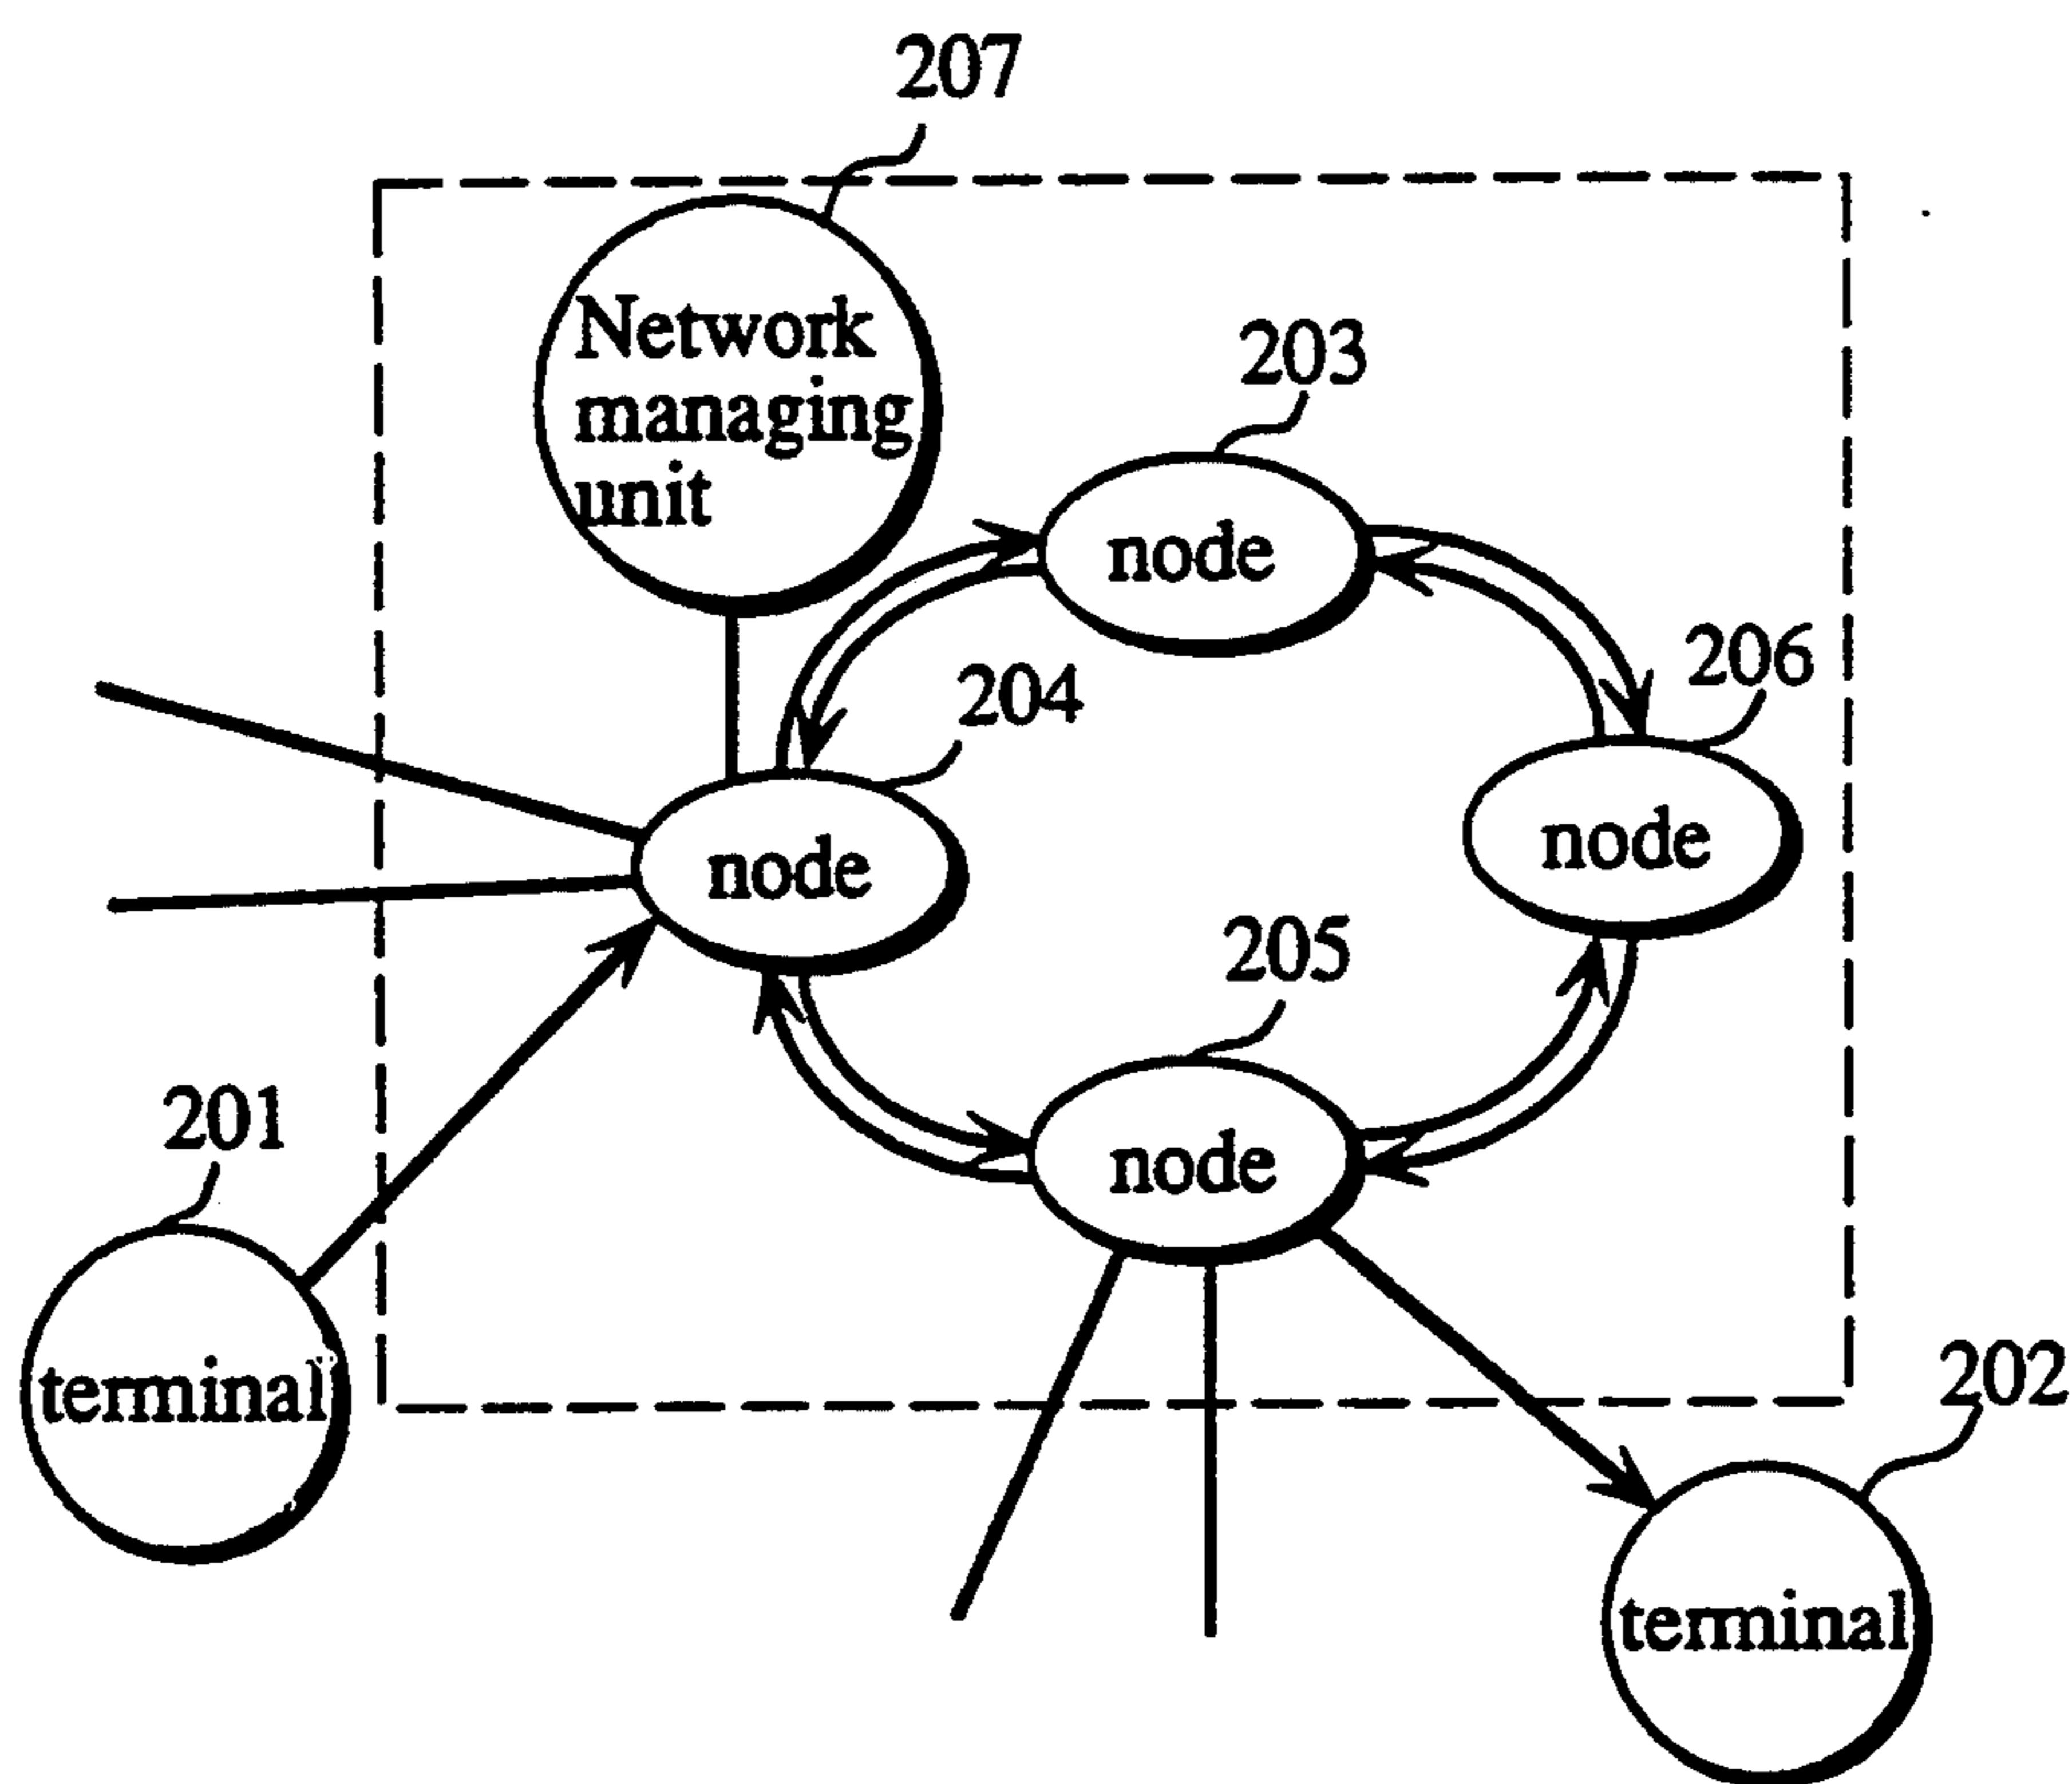 207
Network
managing
unit
203
node
206
204
node
node
205
201
node
terminal
202
terminal